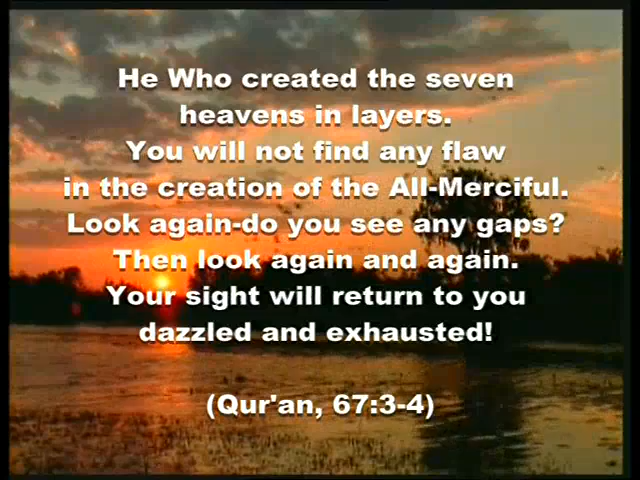 He Who created the seven
heavens in layers.
You will not find any flaw
in the creation of the All-Merciful.
Look again-do you see any gaps?
Then look again and again.
Your sight will return to you
dazzled and exhausted!
(Qur'an, 67:3-4)